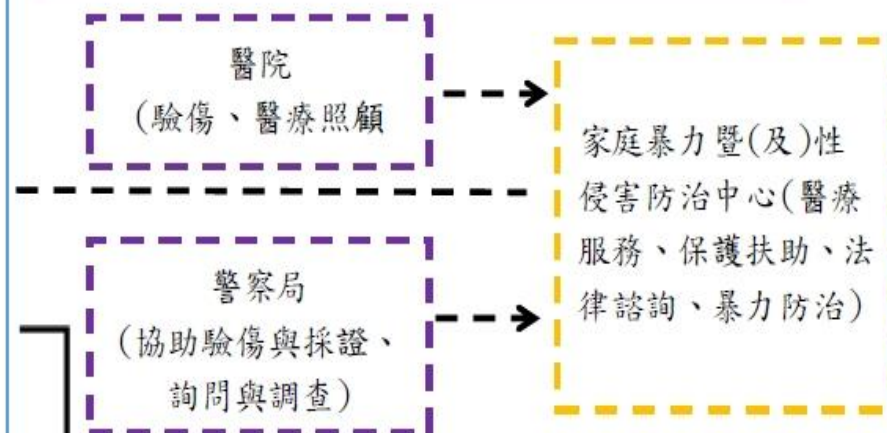 醫院
(驗傷、醫療照顧
家庭暴力暨(及)性
侵害防治中心(醫療
服務、保護扶助、法
律諮詢、暴力防治)
警察局
(協助驗傷與採證、
詢問與調查)